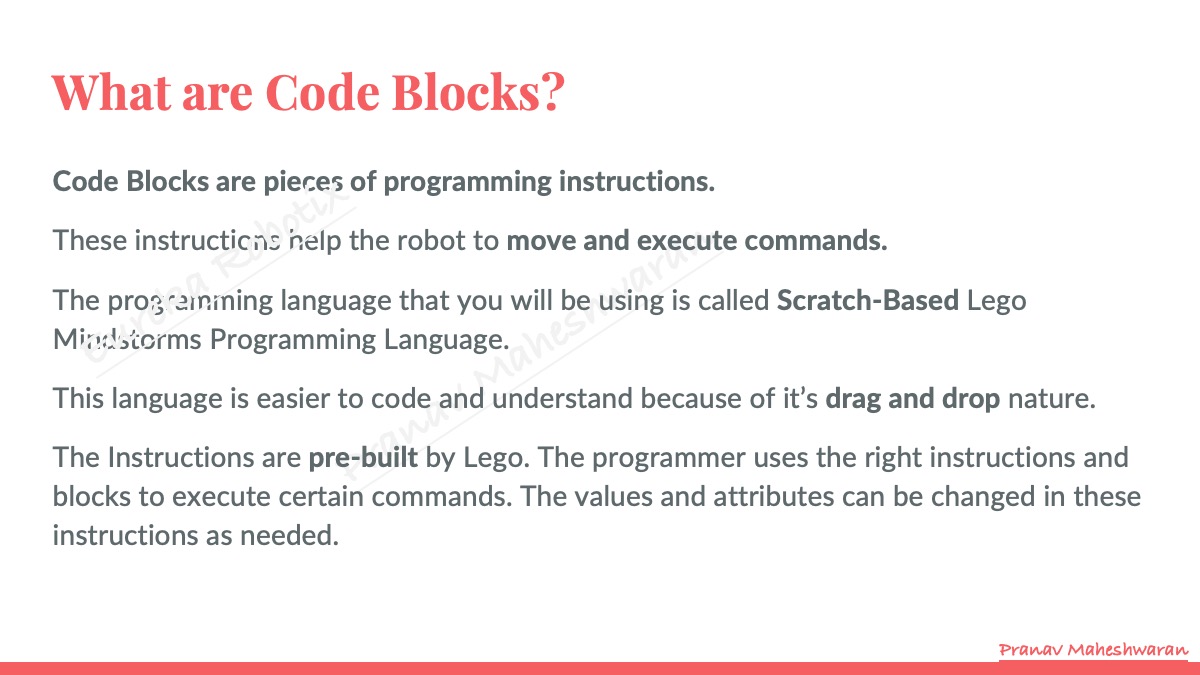 What are Code Blocks?
Code Blocks are pieces of programming instructions.
These instructions help the robot to move and execute commands.
The programming language that you will be using is called Scratch-Based Lego
Mindstorms Programming Language.
This language is easier to code and understand because of it’s drag and drop nature.
The Instructions are pre-built by Lego. The programmer uses the right instructions and
blocks to execute certain commands. The values and attributes can be changed in these
instructions as needed.
Eureka Robotix
Pranav Maheshwaran
Pranav Maheshwaran